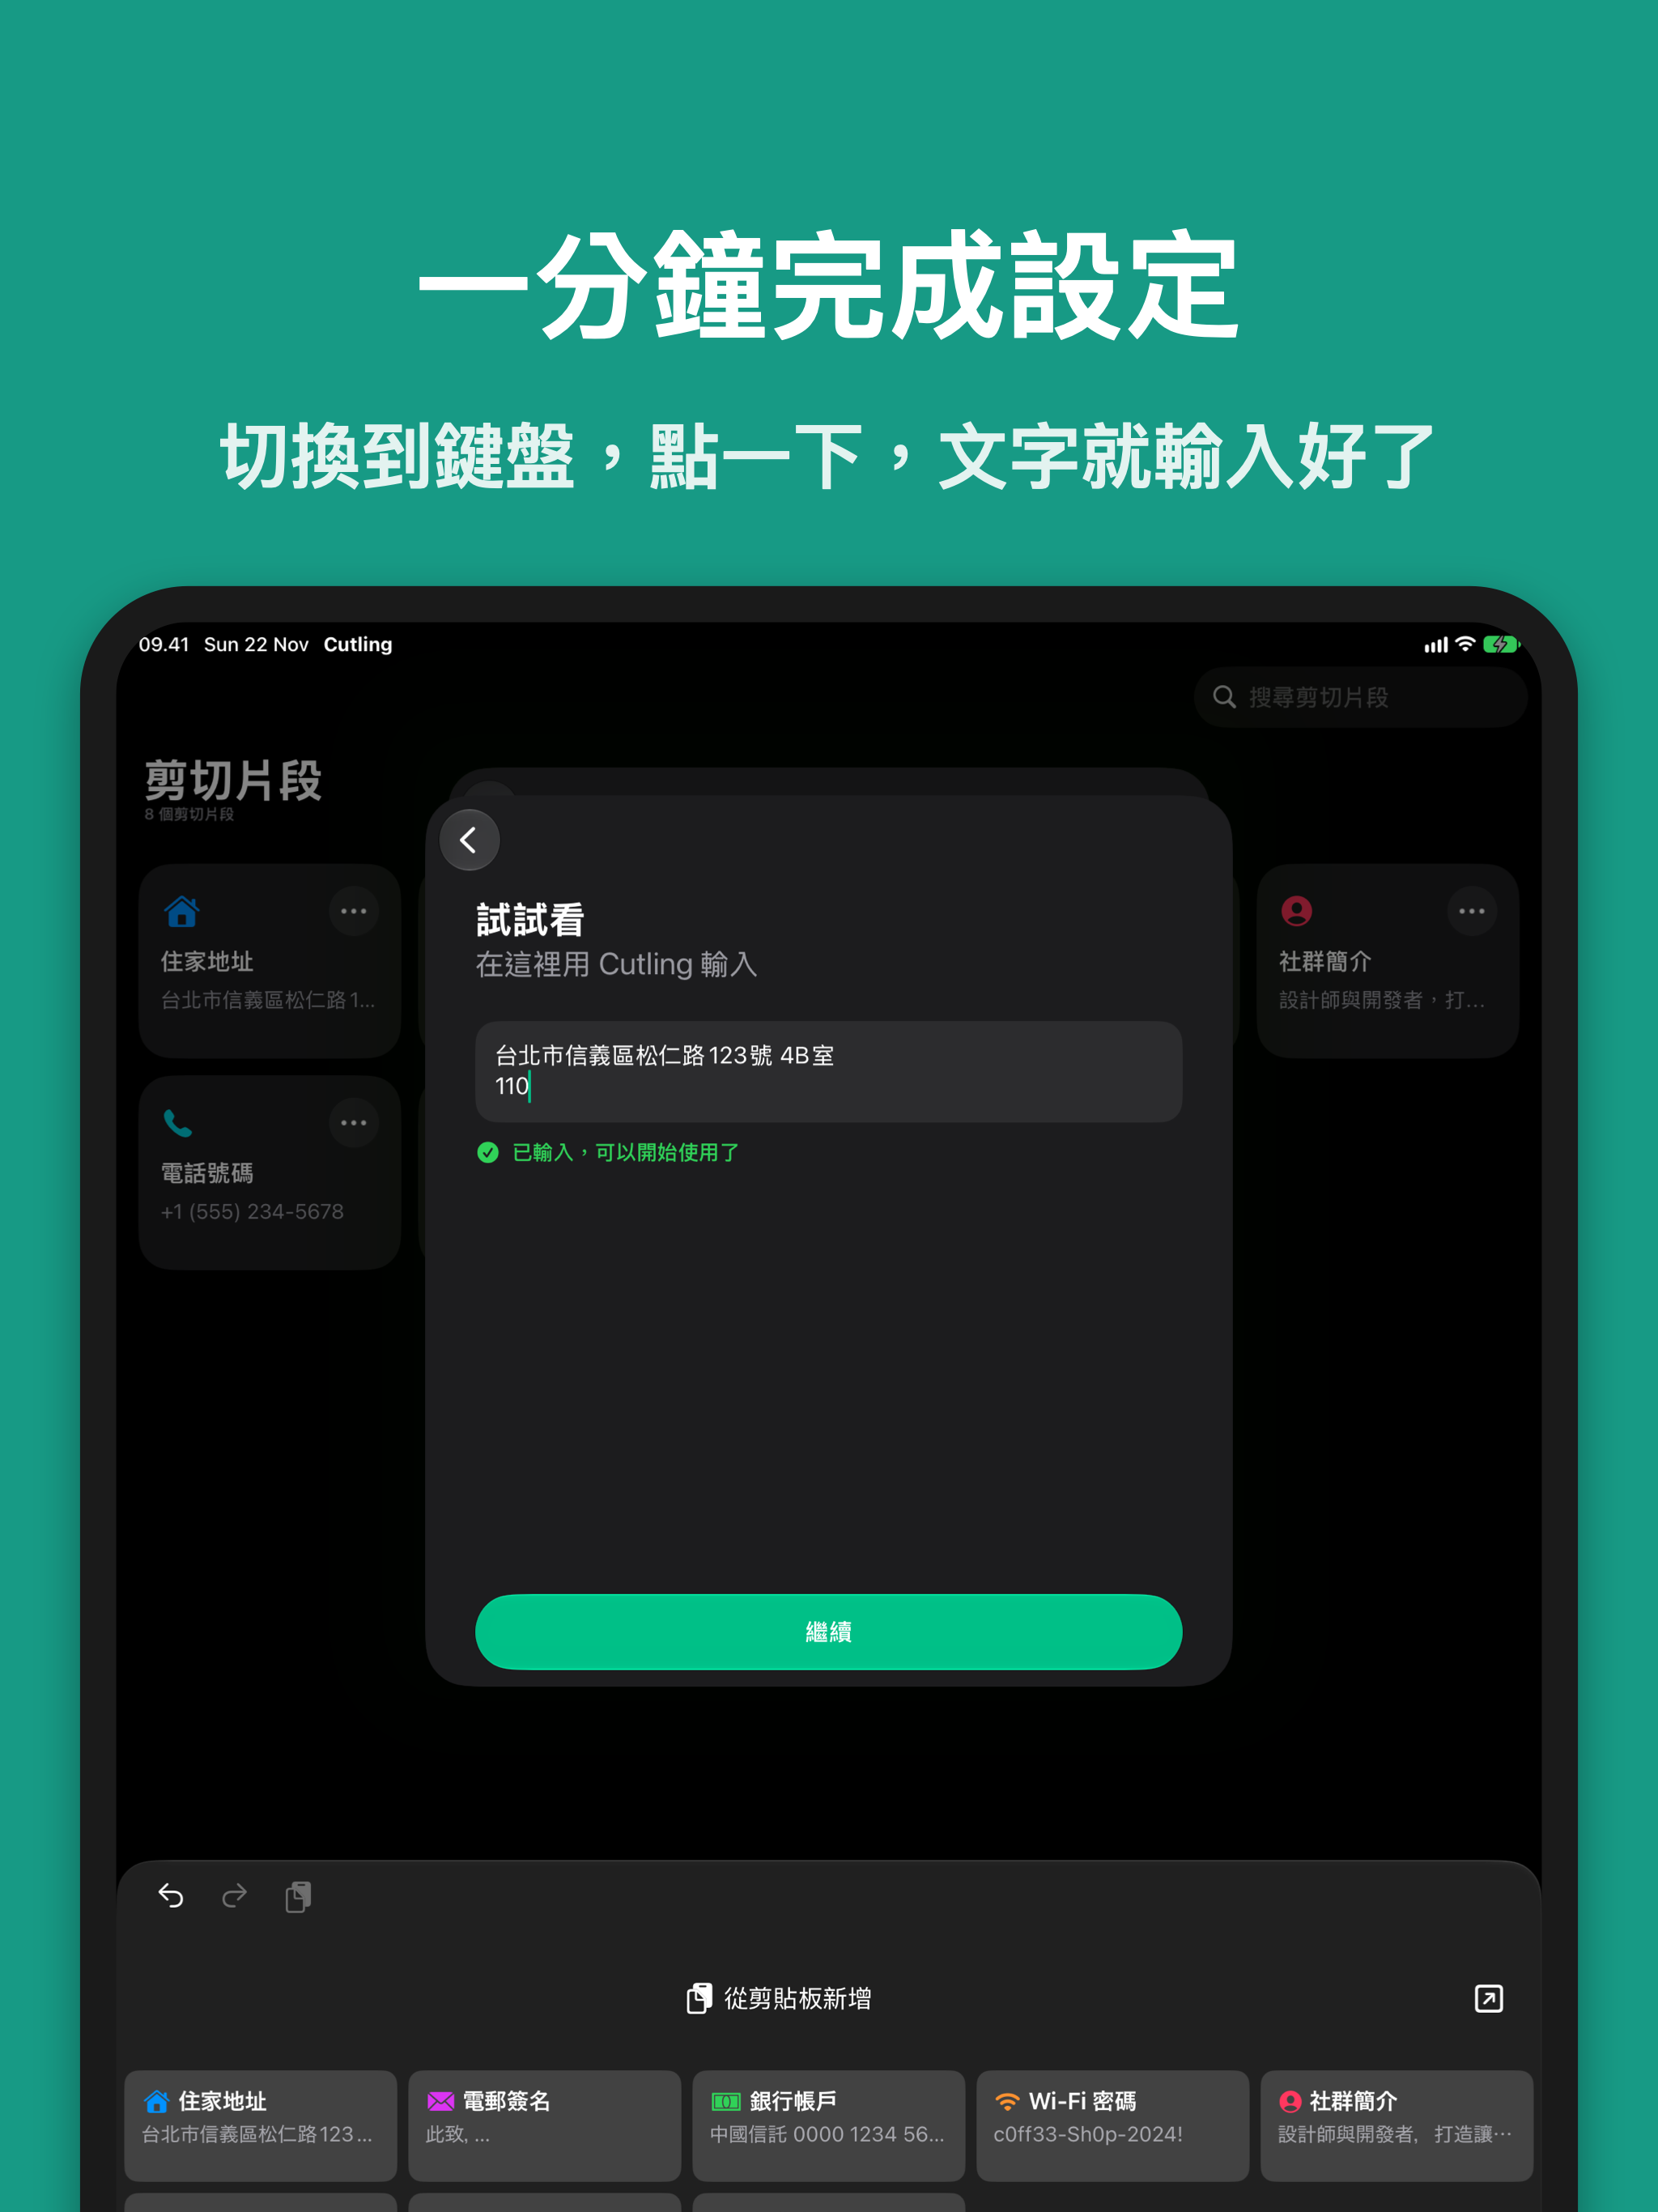 一分鐘完成設定
切換到鍵盤，點一下，文字就輸入好了
09.41 Sun 22 Nov Cutling
搜尋剪切片段
剪切片段
8 個剪切片段
試試看
在這裡用 Cutling 輸入
住家地址
台北市信義區松仁路 1...
社群簡介
設計師與開發者，打...
台北市信義區松仁路 123 號 4B 室
110
已輸入，可以開始使用了
電話號碼
+1 (555) 234-5678
繼續
從剪貼板新增
住家地址
台北市信義區松仁路 123...
電郵簽名
此致, ...
銀行帳戶
中國信託 0000 1234 56...
Wi-Fi 密碼
c0ff33-Sh0p-2024!
社群簡介
設計師與開發者，打造讓...